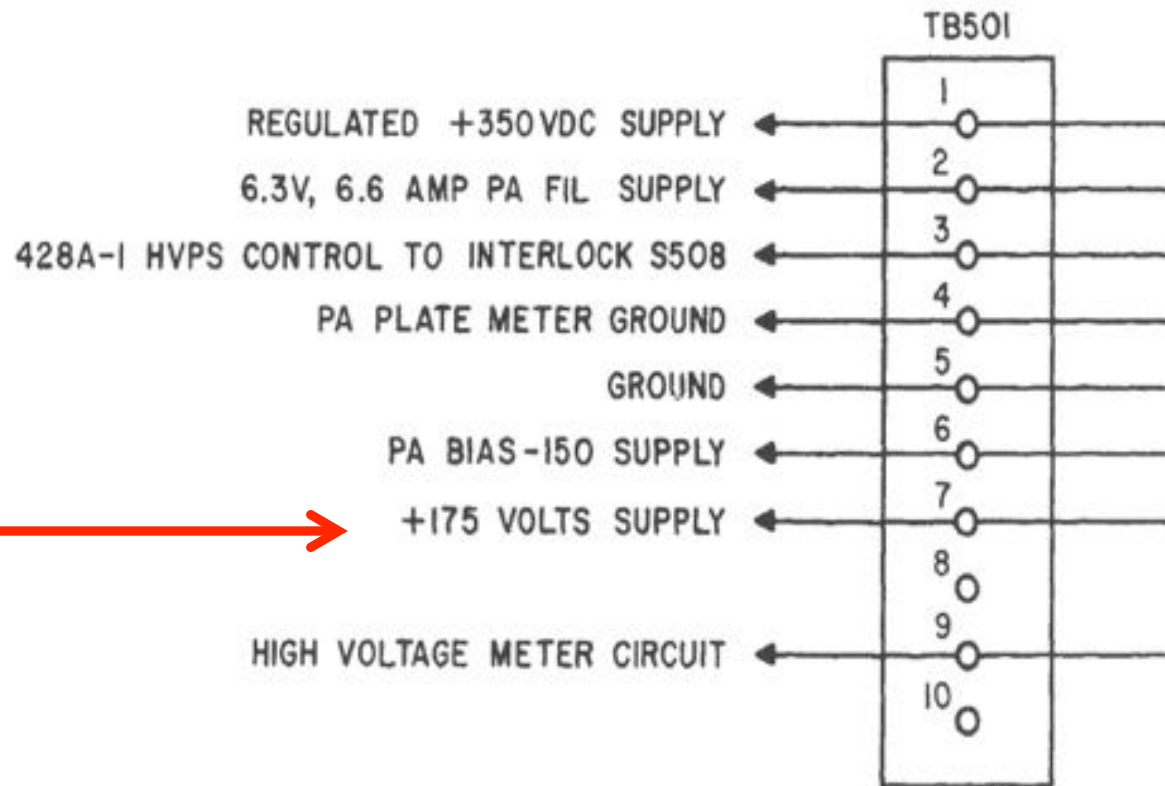 TB501
1
REGULATED +350VDC SUPPLY
2
6.3V, 6.6 AMP PA FIL SUPPLY
3
428A-1 HVPS CONTROL TO INTERLOCK S508
4
PA PLATE METER GROUND
5
GROUND
6
PA BIAS-150 SUPPLY
7
+175 VOLTS SUPPLY
8
9
HIGH VOLTAGE METER CIRCUIT
10